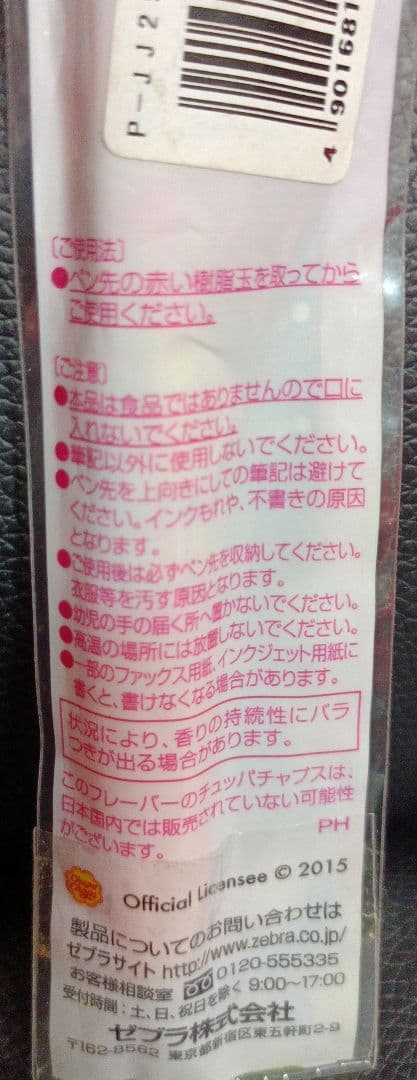 P-JJ2
4 901681
〔ご使用法〕
●ペン先の赤い樹脂玉を取ってから
ご使用ください。
〔ご注意〕
●本品は食品ではありませんので口に
入れないでください。
●筆記以外に使用しないでください。
●ペン先を上向きにしての筆記は避けて
ください。インクもれや、不書きの原因
となります。
●ご使用後は必ずペン先を収納してください。
衣服等を汚す原因となります。
●幼児の手の届く所へ置かないでください。
●高温の場所には放置しないでください。
●一部のファックス用紙、インクジェット用紙に
書くと、書けなくなる場合があります。
状況により、香りの持続性にバラ
つきが出る場合があります。
このフレーバーのチュッパチャプスは、
日本国内では販売されていない可能性
がございます。
PH
Chupa Chups
Official Licensee © 2015
製品についてのお問い合わせは
ゼブラサイト http://www.zebra.co.jp/
お客様相談室 0120-555335
受付時間：土、日、祝日を除く 9:00〜17:00
ゼブラ株式会社
〒162-8562 東京都新宿区東五軒町2-9